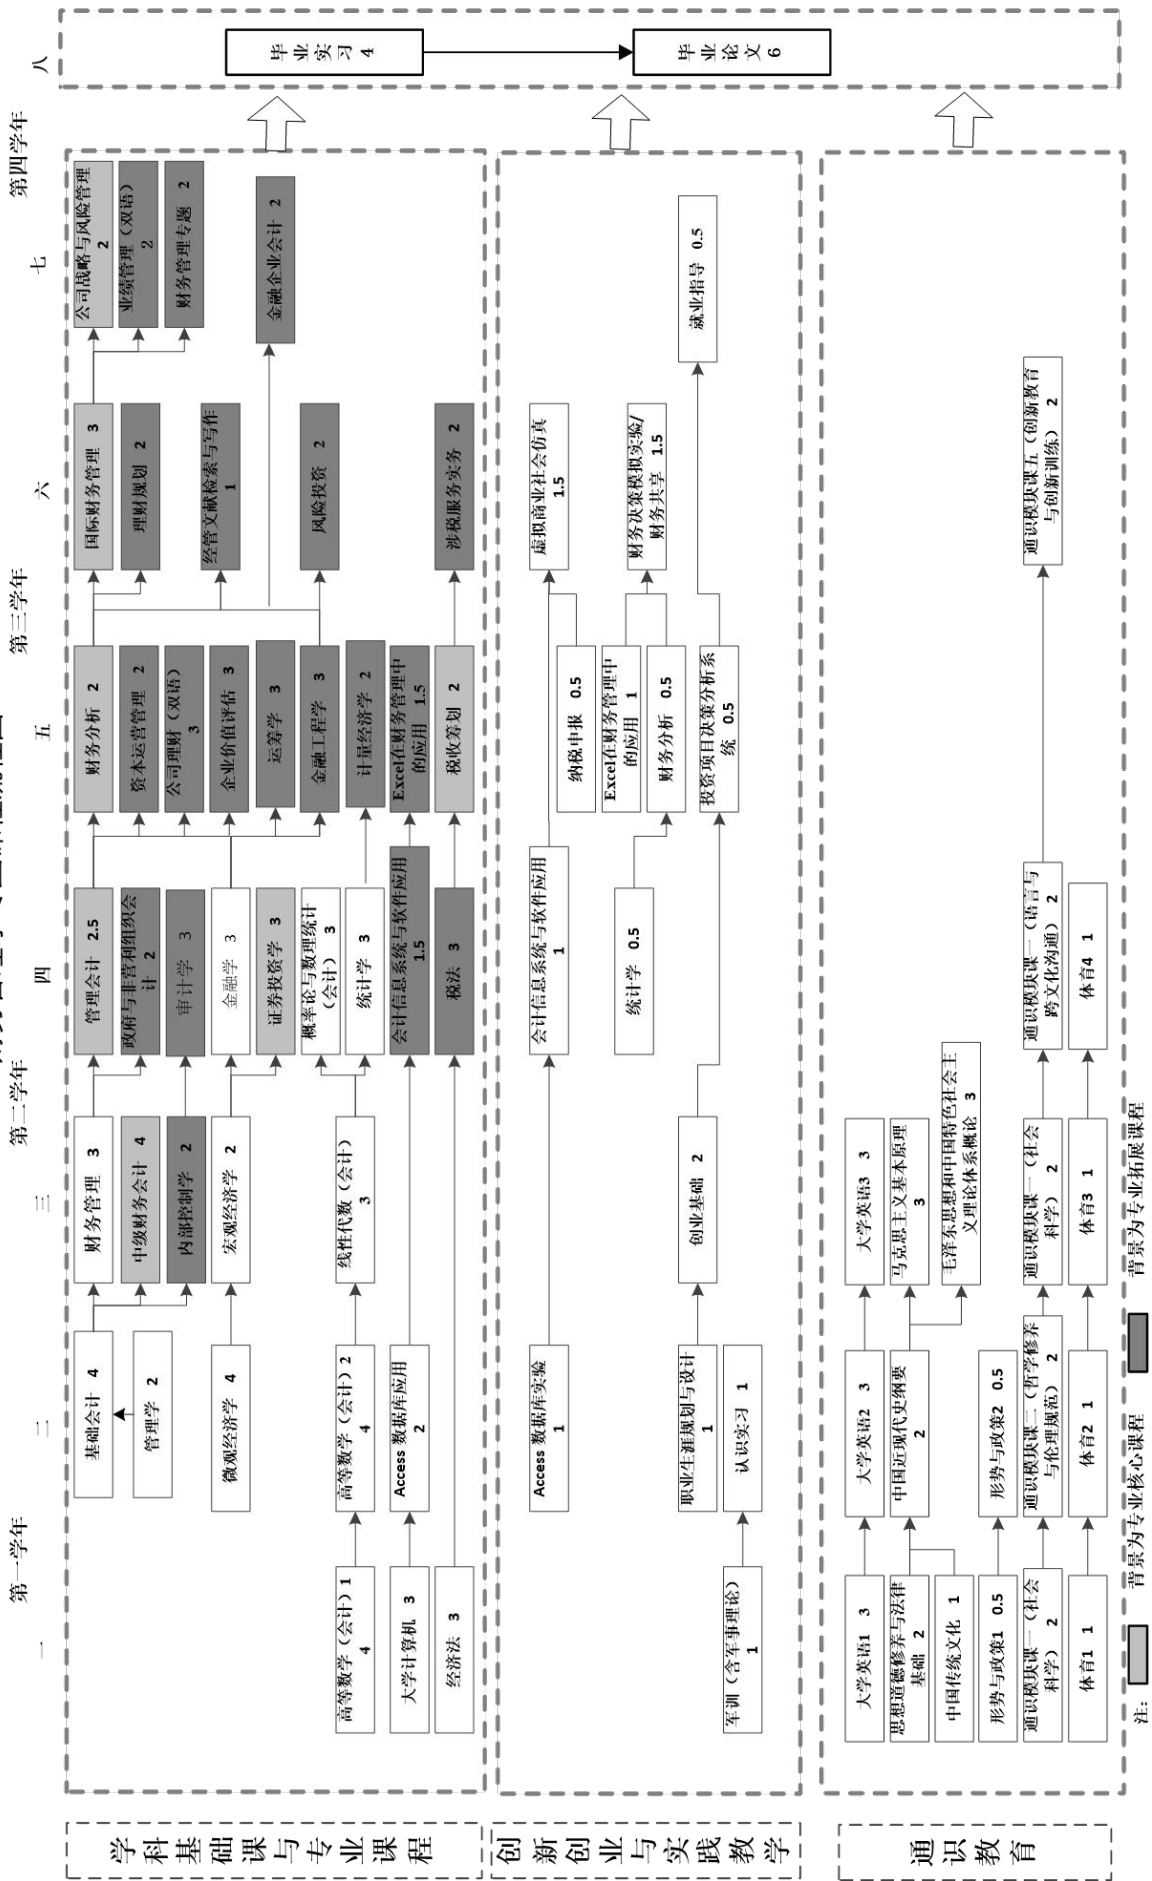 第一学年
第二学年
第三学年
第四学年
一
二
三
四
五
六
七
八
学科基础课与专业课程
高等数学（会计）1
4
大学计算机 3
经济法 3
基础会计 4
管理学 2
微观经济学 4
高等数学（会计）2
4
Access 数据库应用
2
财务管理 3
中级财务会计 4
内部控制学 2
宏观经济学 2
线性代数（会计）
3
管理会计 2.5
政府与非营利组织会
计 2
审计学 3
金融学 3
证券投资学 3
概率论与数理统计
（会计） 3
统计学 3
会计信息系统与软件应用
1.5
税法 3
财务分析 2
资本运营管理 2
公司理财（双语）
3
企业价值评估 3
运筹学 3
金融工程学 3
计量经济学 2
Excel在财务管理中
的应用 1.5
税收筹划 2
国际财务管理 3
理财规划 2
经管文献检索与写作
1
风险投资 2
涉税服务实务 2
公司战略与风险管理
2
业绩管理（双语）
2
财务管理专题 2
金融企业会计 2
毕业实习 4
毕业论文 6
创新创业与实践教学
军训（含军事理论）
1
Access 数据库实验
1
职业生涯规划与设计
1
认识实习 1
创业基础 2
会计信息系统与软件应用
1
统计学 0.5
纳税申报 0.5
Excel在财务管理中
的应用 1
财务分析 0.5
投资项目决策分析系
统 0.5
虚拟商业社会仿真
1.5
财务决策模拟实验/
财务共享 1.5
就业指导 0.5
通识教育
大学英语1 3
思想道德修养与法律
基础 2
中国传统文化 1
形势与政策1 0.5
通识模块课一（社会
科学） 2
体育1 1
大学英语2 3
中国近现代史纲要
2
形势与政策2 0.5
通识模块课二（哲学修养
与伦理规范） 2
体育2 1
大学英语3 3
马克思主义基本原理
3
毛泽东思想和中国特色社会主
义理论体系概论 3
通识模块课一（社会
科学） 2
体育3 1
通识模块课一（语言与
跨文化沟通） 2
体育4 1
通识模块课五（创新教育
与创新训练） 2
注：
背景为专业核心课程
背景为专业拓展课程